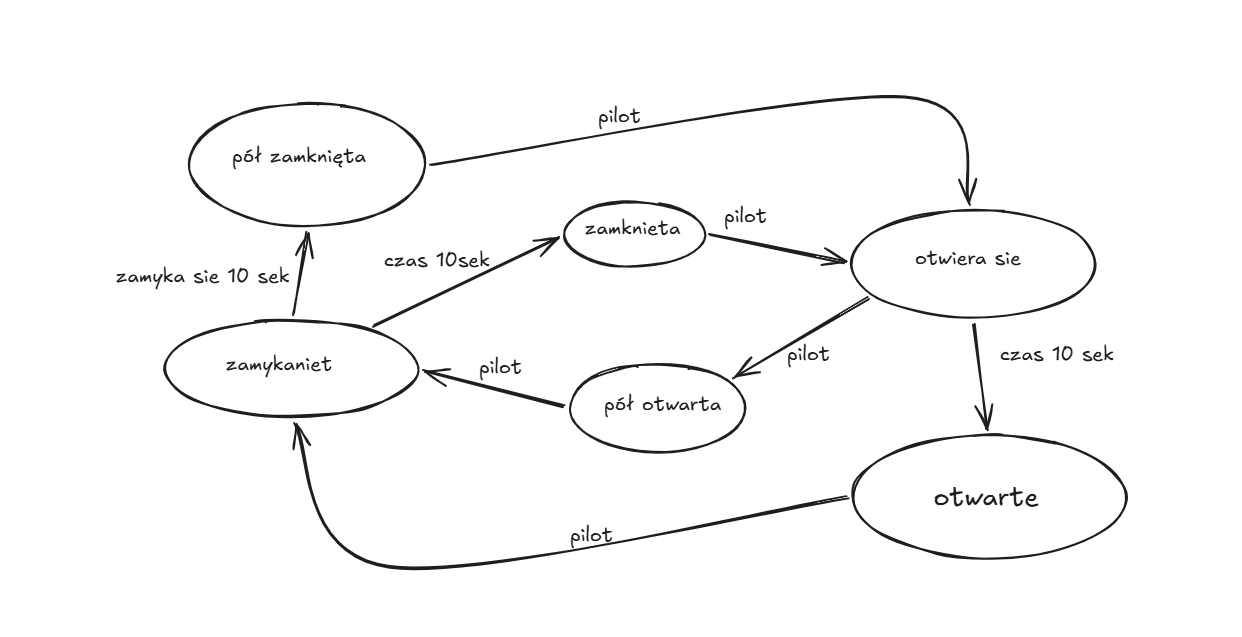 pilot
pół zamknięta
pilot
zamknieta
czas 10sek
otwiera sie
zamyka sie 10 sek
pilot
czas 10 sek
zamykaniet
pilot
pół otwarta
otwarte
pilot